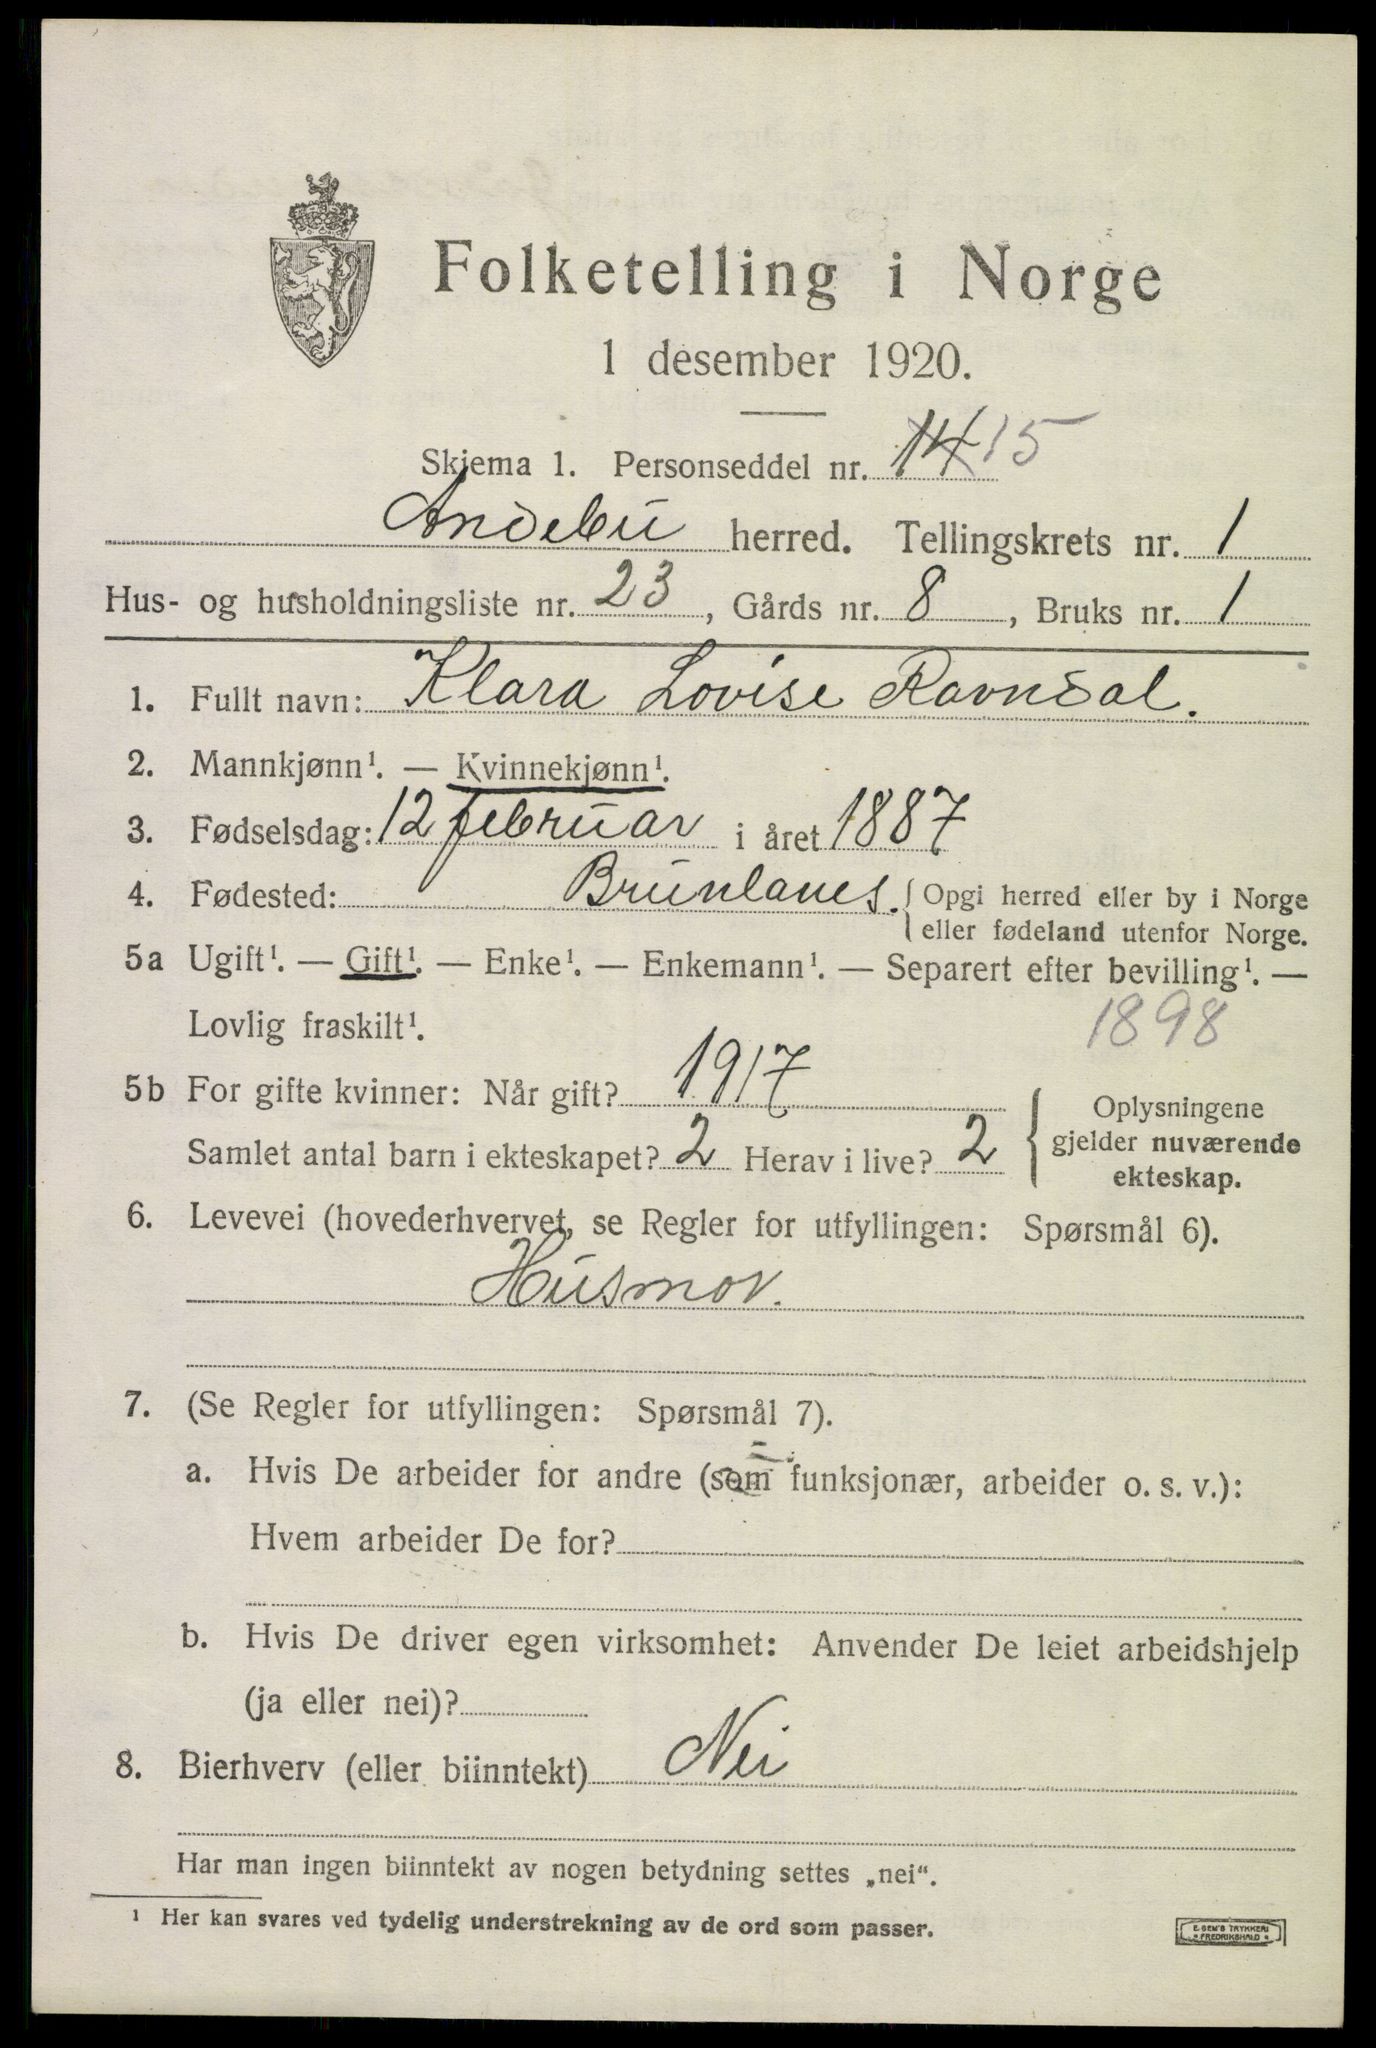 Folketelling i Norge
1 desember 1920.
Skjema 1. Personseddel nr. 14 15
Andebu herred. Tellingskrets nr. 1
Hus- og husholdningsliste nr. 23, Gårds nr. 8, Bruks nr. 1
1. Fullt navn: Klara Lovise Ravndal.
2. Mannkjønn¹. — Kvinnekjønn¹.
3. Fødselsdag: 12 februar i året 1887
4. Fødested: Brunlanes. { Opgi herred eller by i Norge
eller fødeland utenfor Norge.
5a Ugift¹. — Gift¹. — Enke¹. — Enkemann¹. — Separert efter bevilling¹. —
Lovlig fraskilt¹. 1898
5b For gifte kvinner: Når gift? 1917
Samlet antal barn i ekteskapet? 2 Herav i live? 2
{ Oplysningene
gjelder nuværende
ekteskap.
6. Levevei (hovederhvervet, se Regler for utfyllingen: Spørsmål 6).
Husmor.
7. (Se Regler for utfyllingen: Spørsmål 7).
a. Hvis De arbeider for andre (som funksjonær, arbeider o. s. v.):
Hvem arbeider De for?
b. Hvis De driver egen virksomhet: Anvender De leiet arbeidshjelp
(ja eller nei)?
8. Bierhverv (eller biinntekt) Nei
Har man ingen biinntekt av nogen betydning settes „nei“.
¹ Her kan svares ved tydelig understrekning av de ord som passer.
E. SEM'S TRYKKERI
• FREDRIKSHALD •